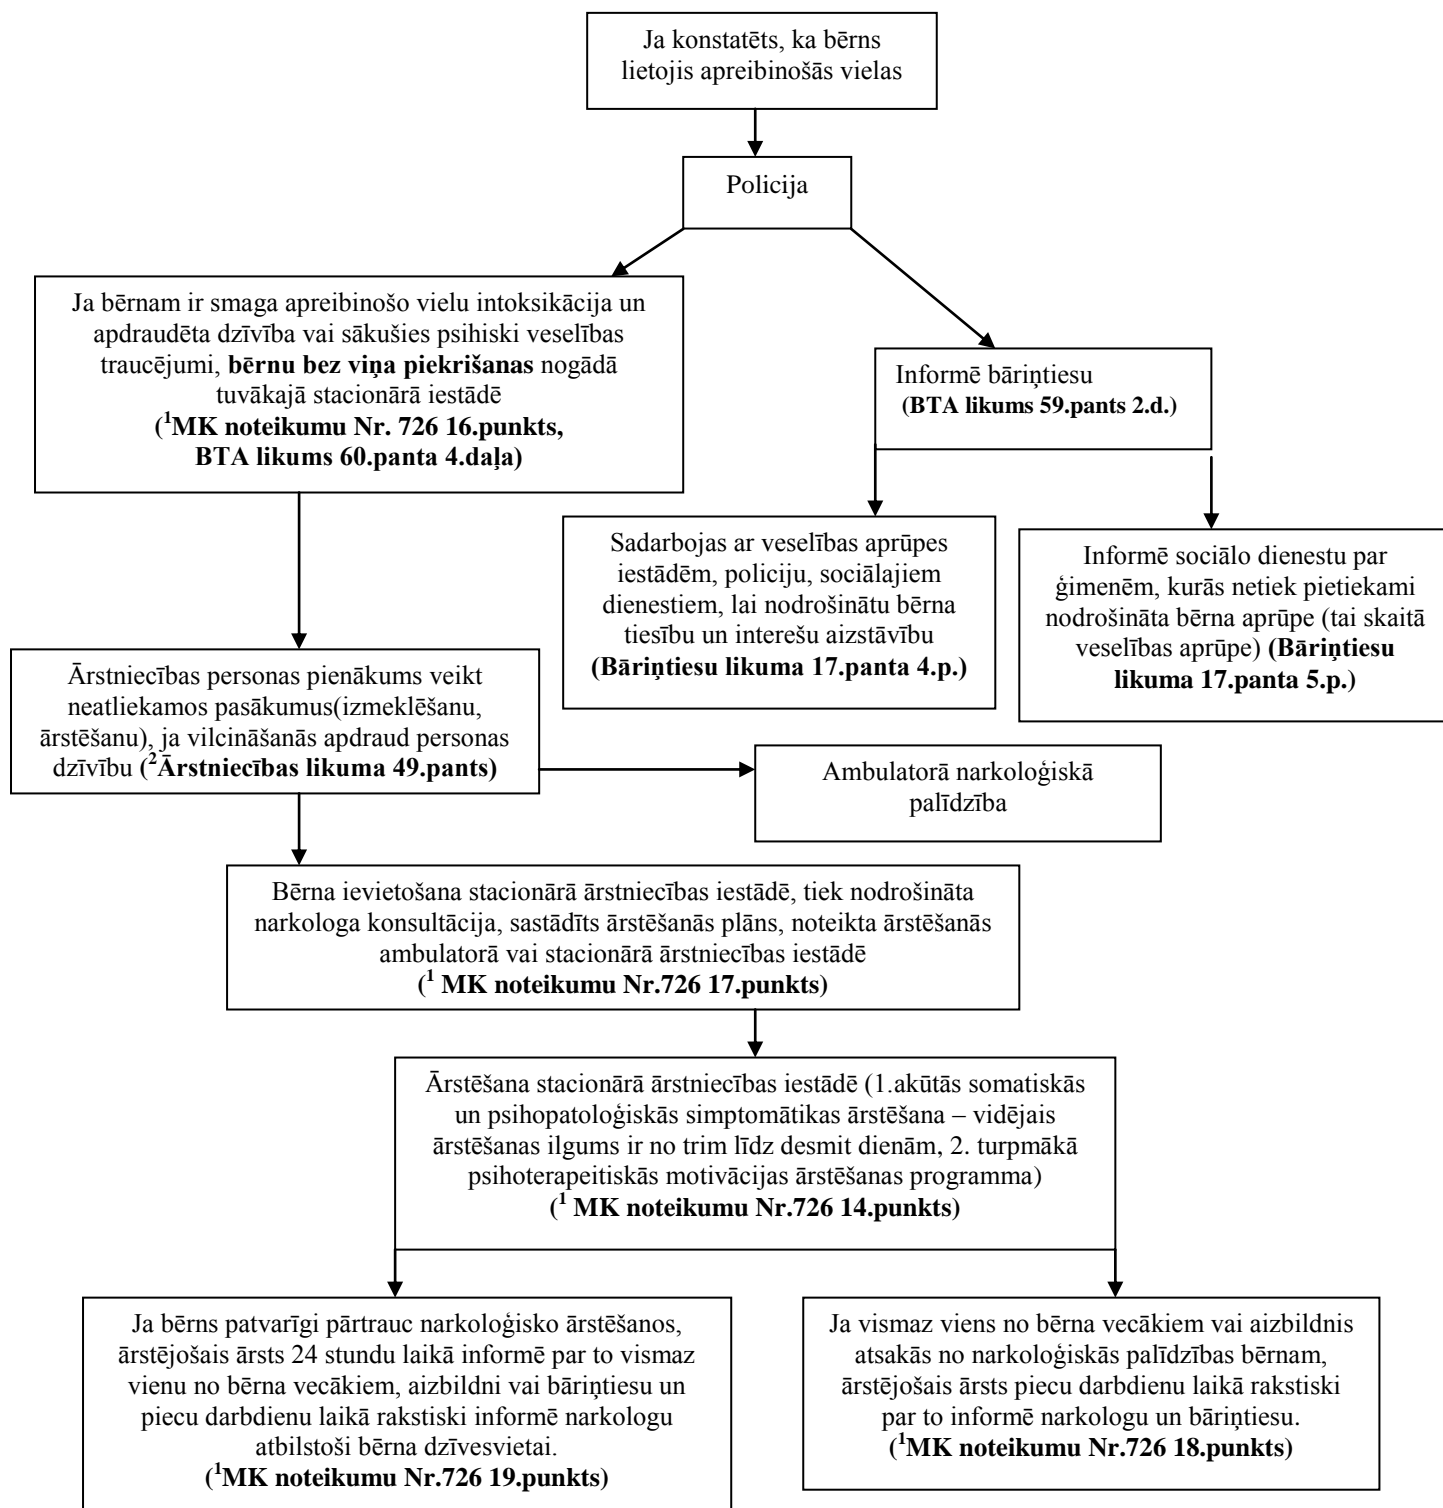 Ja konstatēts, ka bērns
lietojis apreibinošās vielas
Policija
Ja bērnam ir smaga apreibinošo vielu intoksikācija un
apdraudēta dzīvība vai sākušies psihiski veselības
traucējumi, bērnu bez viņa piekrišanas nogādā
tuvākajā stacionārā iestādē
(¹MK noteikumu Nr. 726 16.punkts,
BTA likums 60.panta 4.daļa)
Informē bāriņtiesu
(BTA likums 59.pants 2.d.)
Sadarbojas ar veselības aprūpes
iestādēm, policiju, sociālajiem
dienestiem, lai nodrošinātu bērna
tiesību un interešu aizstāvību
(Bāriņtiesu likuma 17.panta 4.p.)
Informē sociālo dienestu par
ģimenēm, kurās netiek pietiekami
nodrošināta bērna aprūpe (tai skaitā
veselības aprūpe) (Bāriņtiesu
likuma 17.panta 5.p.)
Ārstniecības personas pienākums veikt
neatliekamos pasākumus(izmeklēšanu,
ārstēšanu), ja vilcināšanās apdraud personas
dzīvību (²Ārstniecības likuma 49.pants)
Ambulatorā narkoloģiskā
palīdzība
Bērna ievietošana stacionārā ārstniecības iestādē, tiek nodrošināta
narkologa konsultācija, sastādīts ārstēšanās plāns, noteikta ārstēšanās
ambulatorā vai stacionārā ārstniecības iestādē
(¹ MK noteikumu Nr.726 17.punkts)
Ārstēšana stacionārā ārstniecības iestādē (1.akūtās somatiskās
un psihopatoloģiskās simptomātikas ārstēšana – vidējais
ārstēšanas ilgums ir no trim līdz desmit dienām, 2. turpmākā
psihoterapeitiskās motivācijas ārstēšanas programma)
(¹ MK noteikumu Nr.726 14.punkts)
Ja bērns patvarīgi pārtrauc narkoloģisko ārstēšanos,
ārstējošais ārsts 24 stundu laikā informē par to vismaz
vienu no bērna vecākiem, aizbildni vai bāriņtiesu un
piecu darbdienu laikā rakstiski informē narkologu
atbilstoši bērna dzīvesvietai.
(¹MK noteikumu Nr.726 19.punkts)
Ja vismaz viens no bērna vecākiem vai aizbildnis
atsakās no narkoloģiskās palīdzības bērnam,
ārstējošais ārsts piecu darbdienu laikā rakstiski
par to informē narkologu un bāriņtiesu.
(¹MK noteikumu Nr.726 18.punkts)